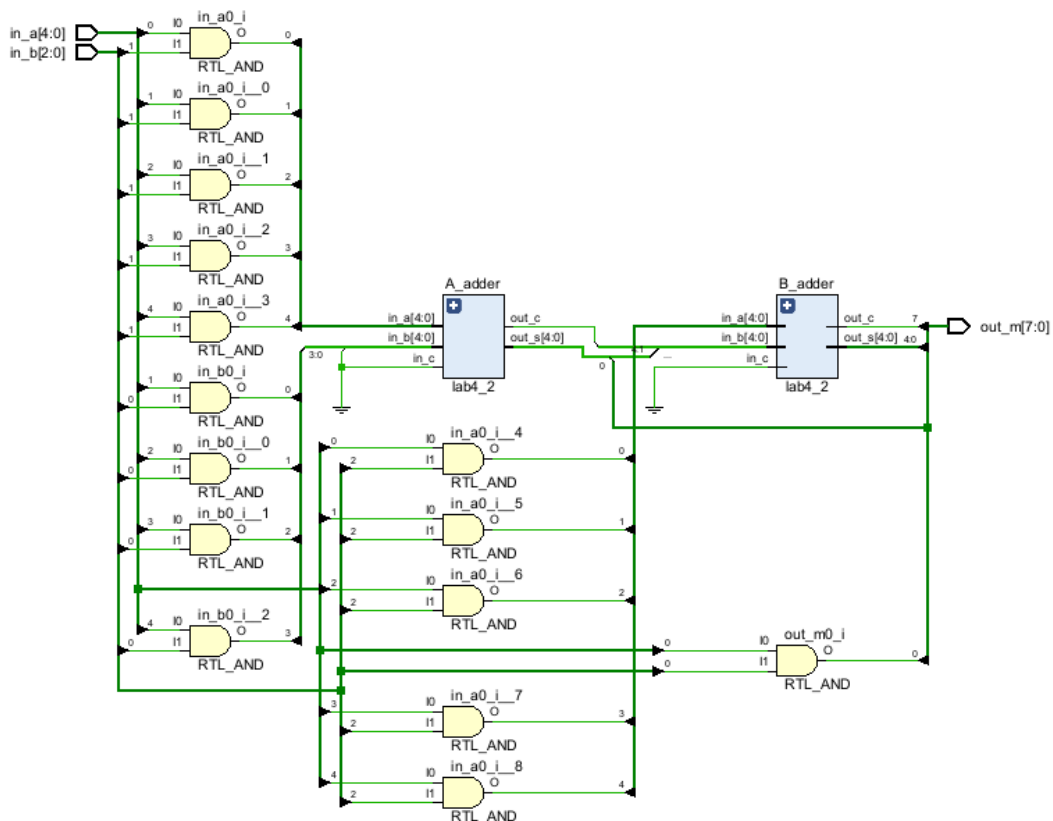 in_a[4:0]
in_b[2:0]
in_a0_i
0 I0 O 0
1 I1
RTL_AND
in_a0_i__0
1 I0 O 1
1 I1
RTL_AND
in_a0_i__1
2 I0 O 2
1 I1
RTL_AND
in_a0_i__2
3 I0 O 3
1 I1
RTL_AND
in_a0_i__3
4 I0 O 4
1 I1
RTL_AND
in_b0_i
1 I0 O 0
0 I1
RTL_AND
in_b0_i__0
2 I0 O 1
0 I1
RTL_AND
in_b0_i__1
3 I0 O 2
0 I1
RTL_AND
in_b0_i__2
4 I0 O 3
0 I1
RTL_AND
A_adder
in_a[4:0] out_c
3:0 in_b[4:0] out_s[4:0]
in_c
lab4_2
0
...
B_adder
in_a[4:0] out_c 7
in_b[4:0] out_s[4:0] 4:0
in_c
lab4_2
out_m[7:0]
in_a0_i__4
0 I0 O 0
2 I1
RTL_AND
in_a0_i__5
1 I0 O 1
2 I1
RTL_AND
in_a0_i__6
2 I0 O 2
2 I1
RTL_AND
in_a0_i__7
3 I0 O 3
2 I1
RTL_AND
in_a0_i__8
4 I0 O 4
2 I1
RTL_AND
out_m0_i
0 I0 O 0
0 I1
RTL_AND